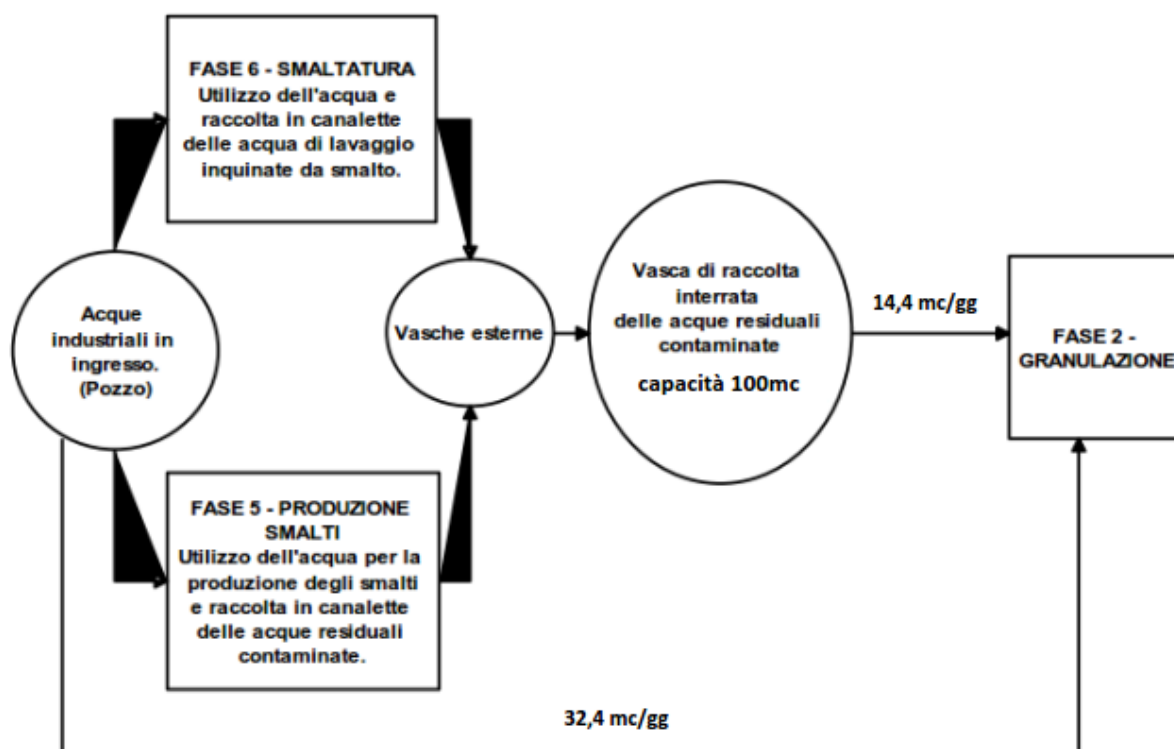 FASE 6 - SMALTATURA
Utilizzo dell'acqua e
raccolta in canalette
delle acqua di lavaggio
inquinate da smalto.
Acque
industriali in
ingresso.
(Pozzo)
Vasche esterne
Vasca di raccolta
interrata
delle acque residuali
contaminate
capacità 100mc
14,4 mc/gg
FASE 2 -
GRANULAZIONE
FASE 5 - PRODUZIONE
SMALTI
Utilizzo dell'acqua per la
produzione degli smalti
e raccolta in canalette
delle acque residuali
contaminate.
32,4 mc/gg